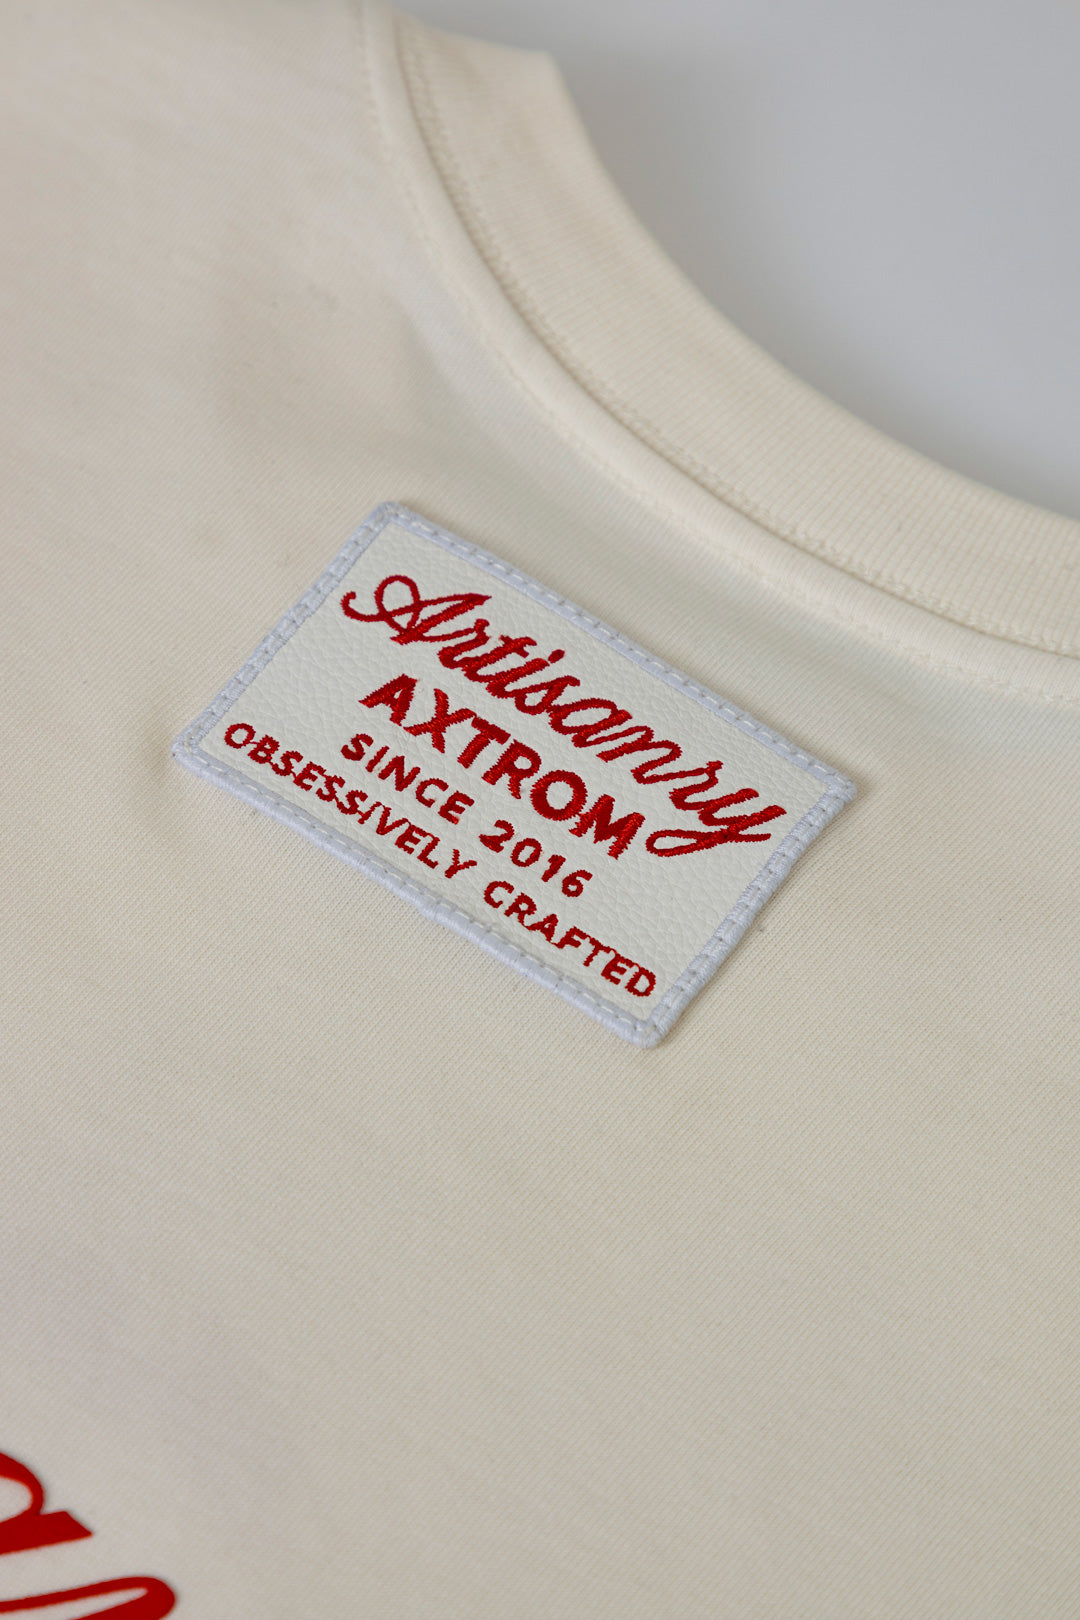 Artisanry
AXTROM
SINCE 2016
OBSESSIVELY CRAFTED